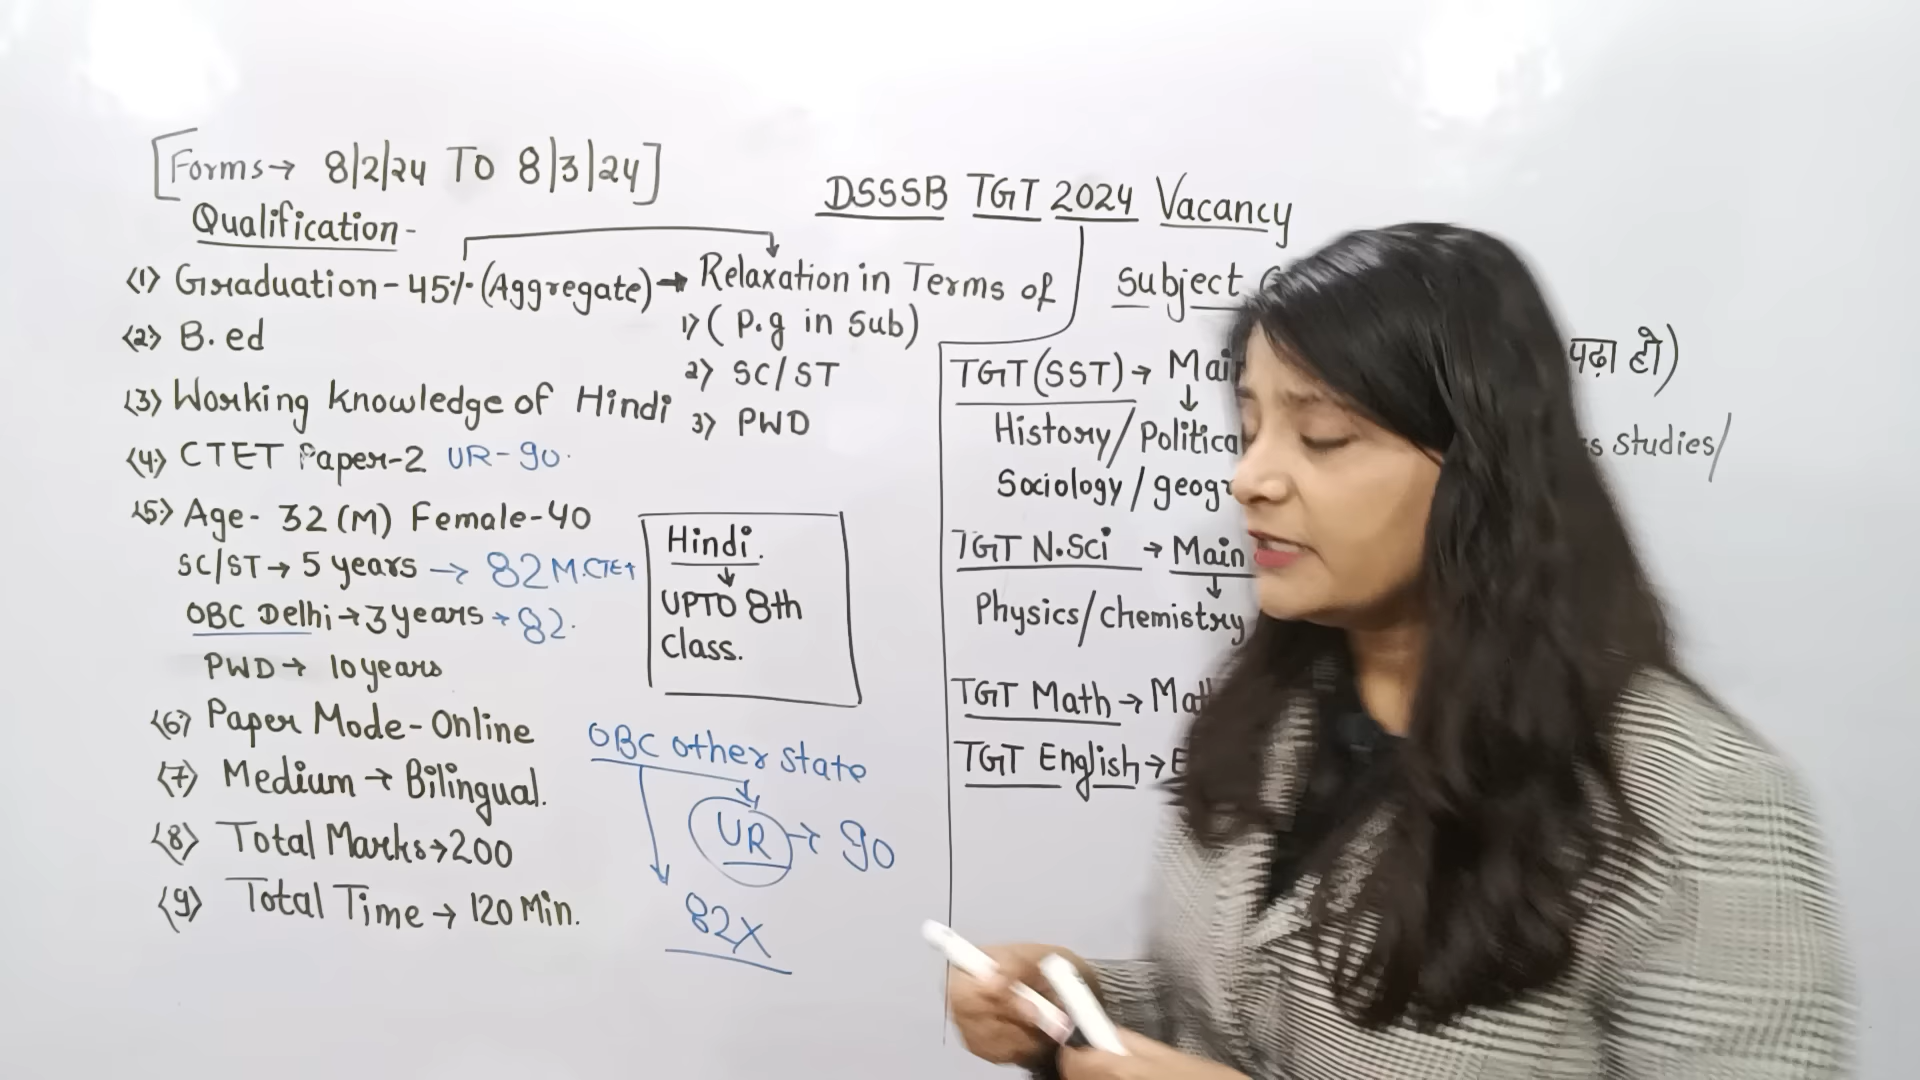 [Forms→ 8/2/24 TO 8/3/24]
Qualification-
<1> Graduation-45%(Aggregate)→
<2> B.ed
<3> Working knowledge of Hindi
<4> CTET Paper-2 UR-90.
<5> Age- 32 (M) Female-40
SC/ST→ 5 years → 82 M.CTET
OBC Delhi→3 years→82.
PWD→ 10 years
<6> Paper Mode-Online
<7> Medium→Bilingual.
<8> Total Marks→200
<9> Total Time→ 120 Min.
Relaxation in Terms of
1> (P.g in Sub)
2> SC/ST
3> PWD
Hindi.
↓
UPTO 8th
Class.
OBC other state
UR → 90
82X
DSSSB TGT 2024 Vacancy
Subject
पढ़ा हो)
TGT(SST)→ Main
↓
History/
studies/
Sociology/
TGT N.Sci → Main
↓
Physics/chemistry
TGT Math→
TGT English→